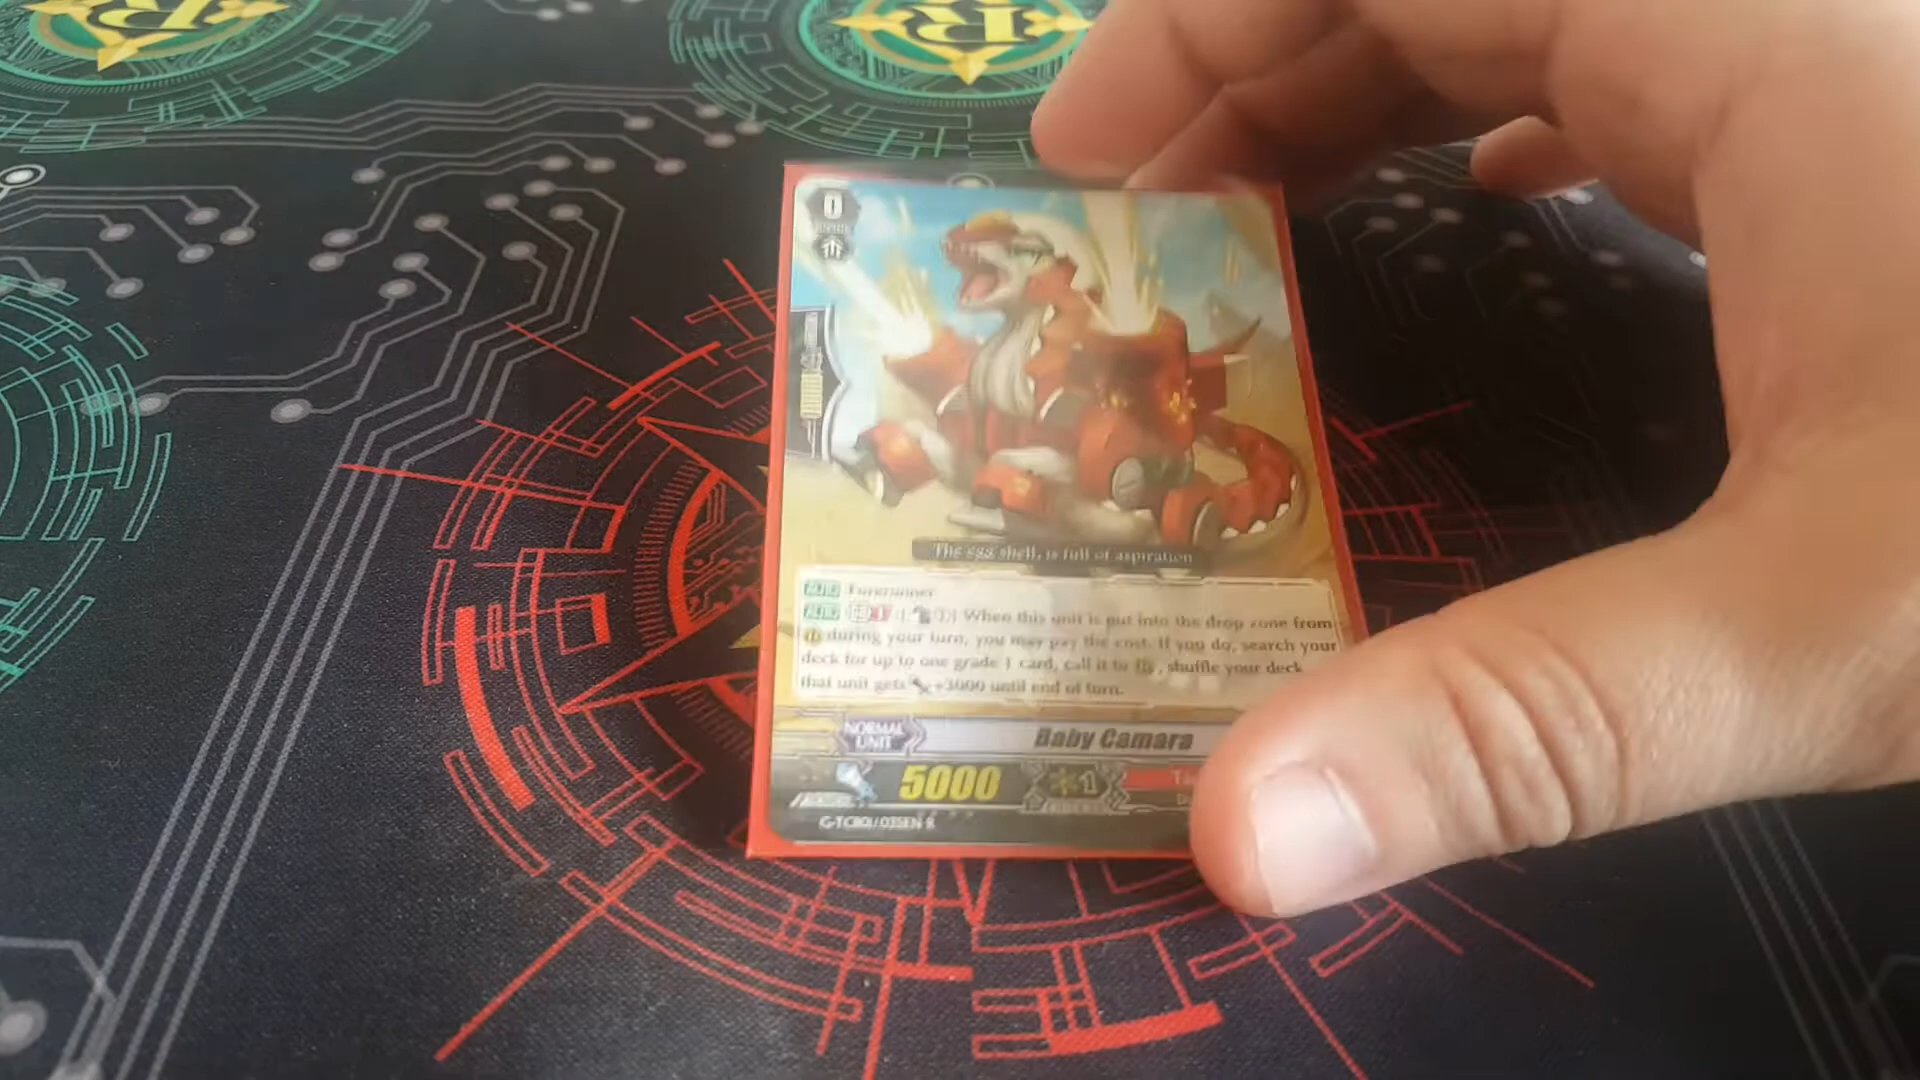 R
R
0
The egg shell, is full of aspiration
AUTO Forerunner
AUTO GB 1 :[ (1)] When this unit is put into the drop zone from
during your turn, you may pay the cost. If you do, search your
deck for up to one grade 1 card, call it to , shuffle your deck
that unit gets +3000 until end of turn.
NORMAL
UNIT
Baby Camara
5000
1
G-TCB01/035EN R